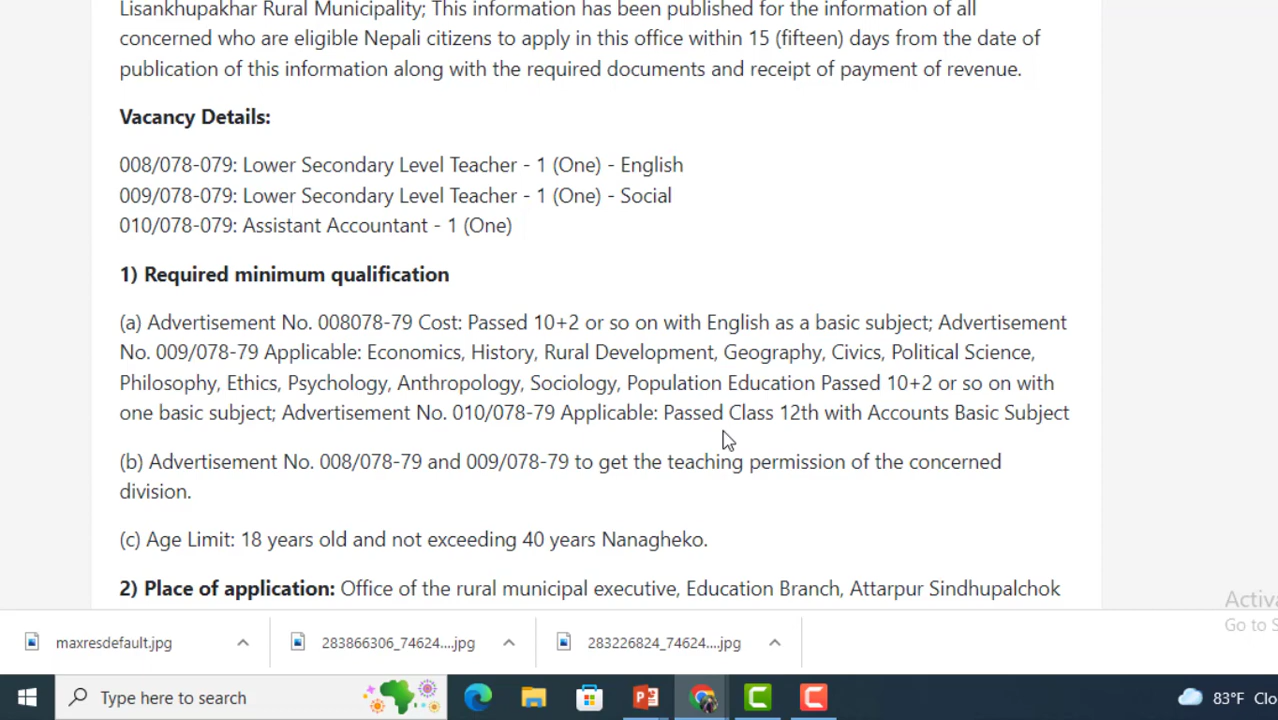 Lisankhupakhar Rural Municipality; This information has been published for the information of all
concerned who are eligible Nepali citizens to apply in this office within 15 (fifteen) days from the date of
publication of this information along with the required documents and receipt of payment of revenue.
Vacancy Details:
008/078-079: Lower Secondary Level Teacher - 1 (One) - English
009/078-079: Lower Secondary Level Teacher - 1 (One) - Social
010/078-079: Assistant Accountant - 1 (One)
1) Required minimum qualification
(a) Advertisement No. 008078-79 Cost: Passed 10+2 or so on with English as a basic subject; Advertisement
No. 009/078-79 Applicable: Economics, History, Rural Development, Geography, Civics, Political Science,
Philosophy, Ethics, Psychology, Anthropology, Sociology, Population Education Passed 10+2 or so on with
one basic subject; Advertisement No. 010/078-79 Applicable: Passed Class 12th with Accounts Basic Subject
(b) Advertisement No. 008/078-79 and 009/078-79 to get the teaching permission of the concerned
division.
(c) Age Limit: 18 years old and not exceeding 40 years Nanagheko.
2) Place of application: Office of the rural municipal executive, Education Branch, Attarpur Sindhupalchok
Activa
Go to S
maxresdefault.jpg
283866306_74624....jpg
283226824_74624....jpg
Type here to search
83°F Clo